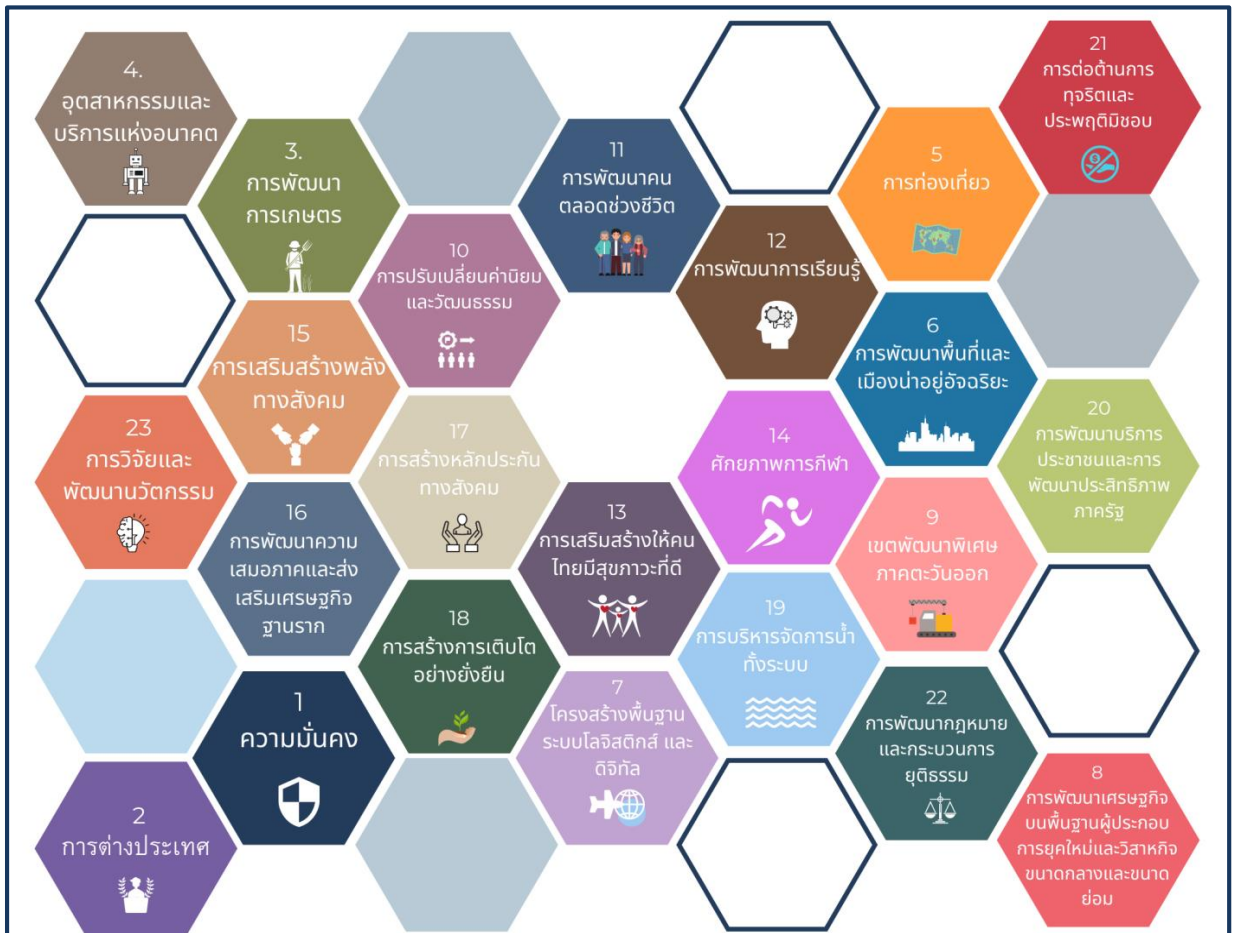 4.
อุตสาหกรรมและ
บริการแห่งอนาคต
3.
การพัฒนา
การเกษตร
11
การพัฒนาคน
ตลอดช่วงชีวิต
5
การท่องเที่ยว
21
การต่อต้านการ
ทุจริตและ
ประพฤติมิชอบ
10
การปรับเปลี่ยนค่านิยม
และวัฒนธรรม
12
การพัฒนาการเรียนรู้
15
การเสริมสร้างพลัง
ทางสังคม
6
การพัฒนาพื้นที่และ
เมืองน่าอยู่อัจฉริยะ
23
การวิจัยและ
พัฒนานวัตกรรม
17
การสร้างหลักประกัน
ทางสังคม
14
ศักยภาพการกีฬา
20
การพัฒนาบริการ
ประชาชนและการ
พัฒนาประสิทธิภาพ
ภาครัฐ
16
การพัฒนาความ
เสมอภาคและส่ง
เสริมเศรษฐกิจ
ฐานราก
13
การเสริมสร้างให้คน
ไทยมีสุขภาวะที่ดี
9
เขตพัฒนาพิเศษ
ภาคตะวันออก
18
การสร้างการเติบโต
อย่างยั่งยืน
19
การบริหารจัดการน้ำ
ทั้งระบบ
1
ความมั่นคง
7
โครงสร้างพื้นฐาน
ระบบโลจิสติกส์ และ
ดิจิทัล
22
การพัฒนากฎหมาย
และกระบวนการ
ยุติธรรม
2
การต่างประเทศ
8
การพัฒนาเศรษฐกิจ
บนพื้นฐานผู้ประกอบ
การยุคใหม่และวิสาหกิจ
ขนาดกลางและขนาด
ย่อม